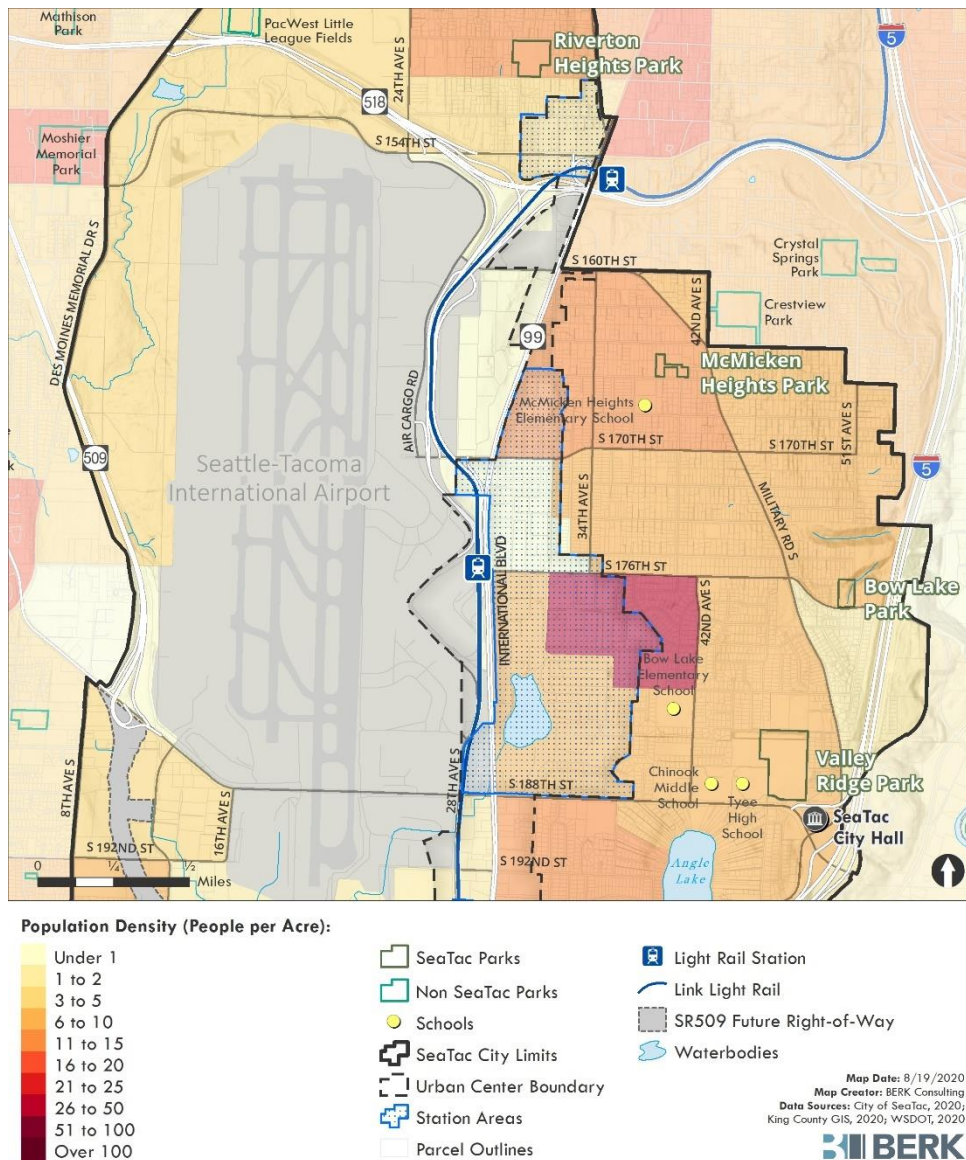 Mathison
Park
PacWest Little
League Fields
24TH AVE S
Riverton
Heights Park
5
518
S 154TH ST
Moshier
Memorial
Park
DES MOINES MEMORIAL DR S
S 160TH ST
Crystal
Springs
Park
42ND AVE S
Crestview
Park
99
AIR CARGO RD
McMicken
Heights Park
McMicken Heights
Elementary School
S 170TH ST
S 170TH ST
51ST AVE S
509
Seattle-Tacoma
International Airport
5
34TH AVE S
MILITARY RD S
INTERNATIONAL BLVD
S 176TH ST
42ND AVE S
Bow Lake
Park
Bow Lake
Elementary
School
8TH AVE S
28TH AVE S
16TH AVE S
S 188TH ST
Chinook
Middle
School
Tyee
High
School
Valley
Ridge Park
SeaTac
City Hall
S 192ND ST
S 192ND ST
Angle
Lake
0 ¼ ½
Miles
Population Density (People per Acre):
Under 1
1 to 2
3 to 5
6 to 10
11 to 15
16 to 20
21 to 25
26 to 50
51 to 100
Over 100
SeaTac Parks
Non SeaTac Parks
Schools
SeaTac City Limits
Urban Center Boundary
Station Areas
Parcel Outlines
Light Rail Station
Link Light Rail
SR509 Future Right-of-Way
Waterbodies
Map Date: 8/19/2020
Map Creator: BERK Consulting
Data Sources: City of SeaTac, 2020;
King County GIS, 2020; WSDOT, 2020
BERK